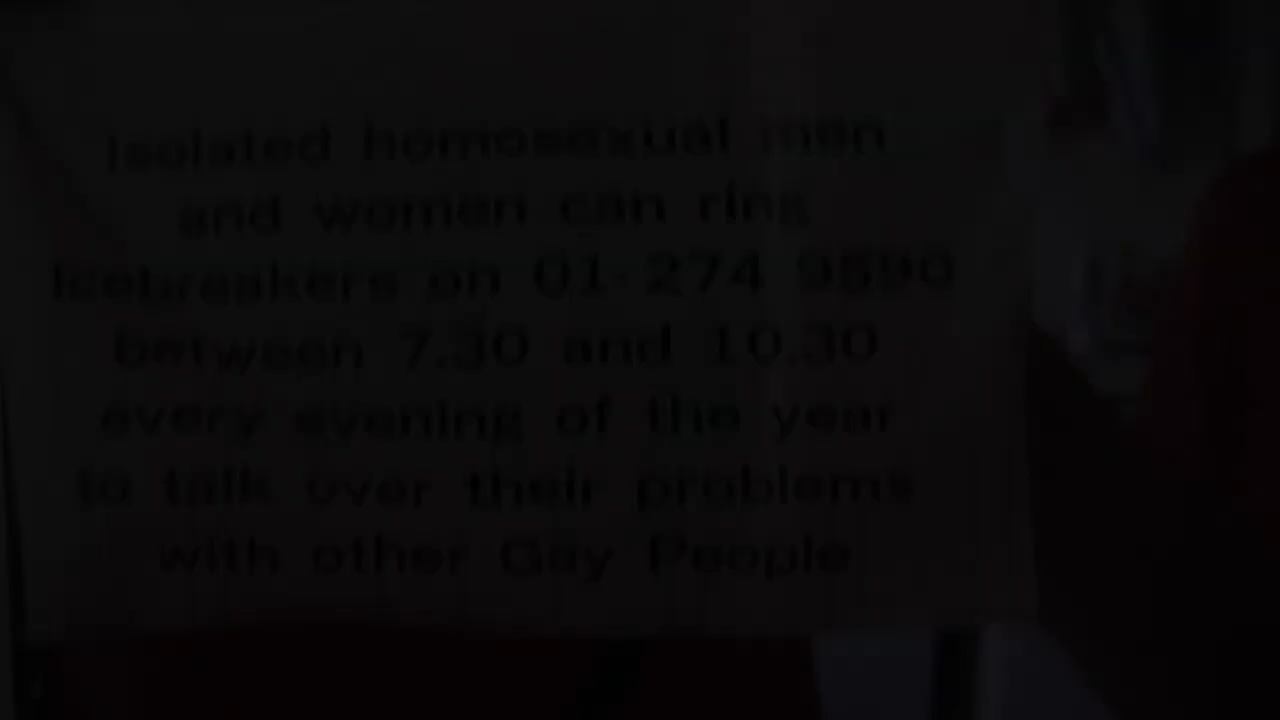 Isolated homosexual men
and women can ring
Icebreakers on 01-274 9590
between 7.30 and 10.30
every evening of the year
to talk over their problems
with other Gay People